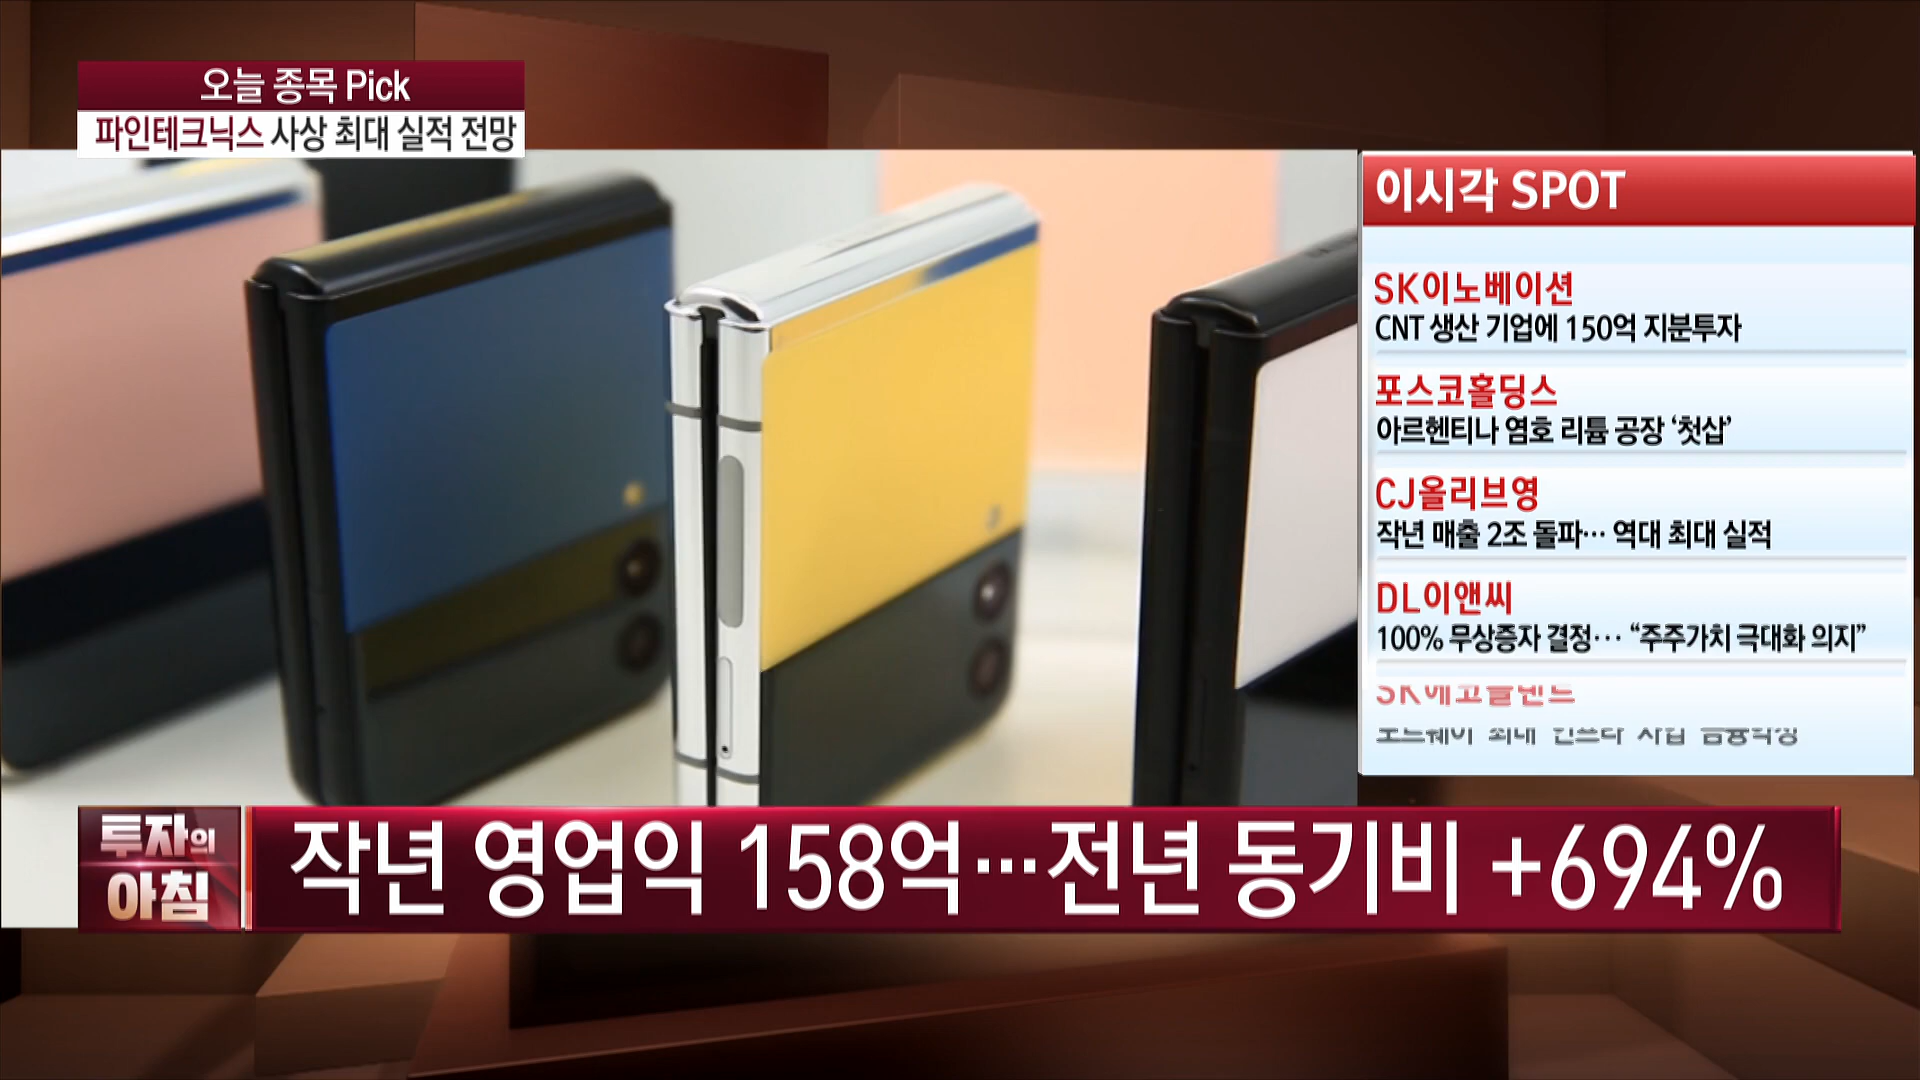 오늘 종목 Pick
파인테크닉스 사상 최대 실적 전망
이시각 SPOT
SK이노베이션
CNT 생산 기업에 150억 지분투자
포스코홀딩스
아르헨티나 염호 리튬 공장 ‘첫삽’
CJ올리브영
작년 매출 2조 돌파… 역대 최대 실적
DL이앤씨
100% 무상증자 결정… “주주가치 극대화 의지”
투자의
아침
작년 영업익 158억…전년 동기비 +694%